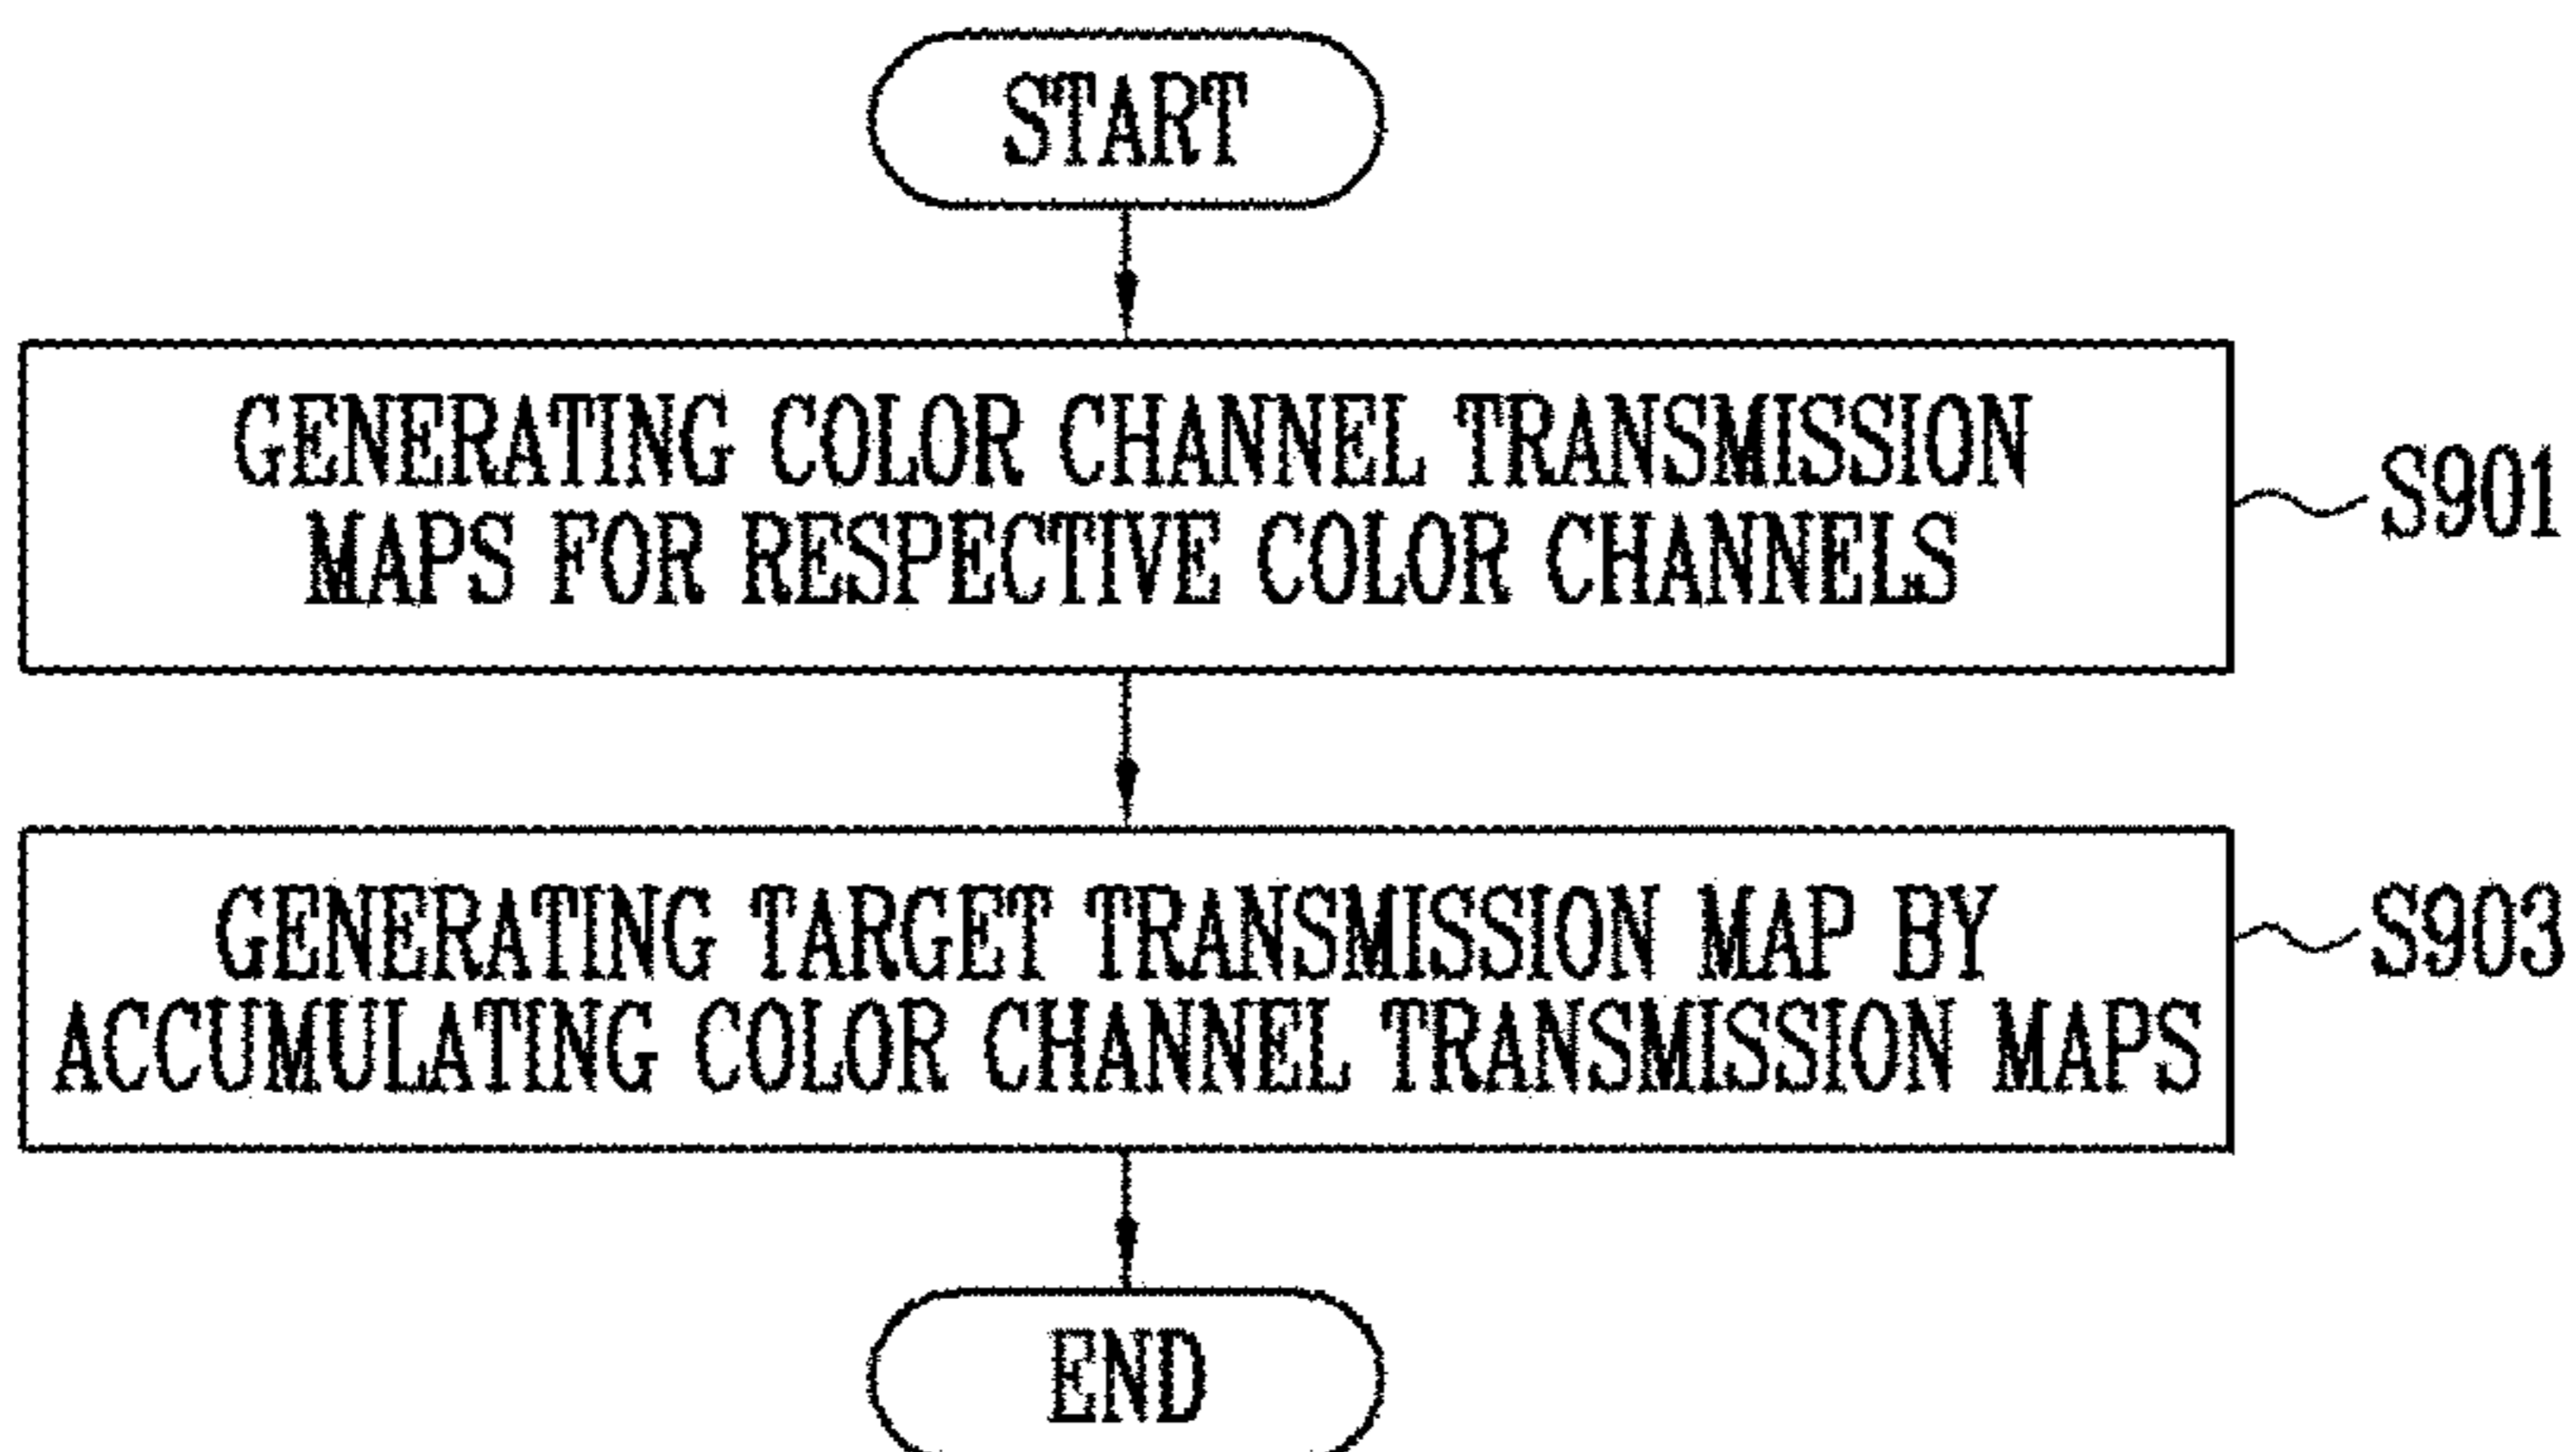 START
GENERATING COLOR CHANNEL TRANSMISSION
MAPS FOR RESPECTIVE COLOR CHANNELS
S901
GENERATING TARGET TRANSMISSION MAP BY
ACCUMULATING COLOR CHANNEL TRANSMISSION MAPS
S903
END